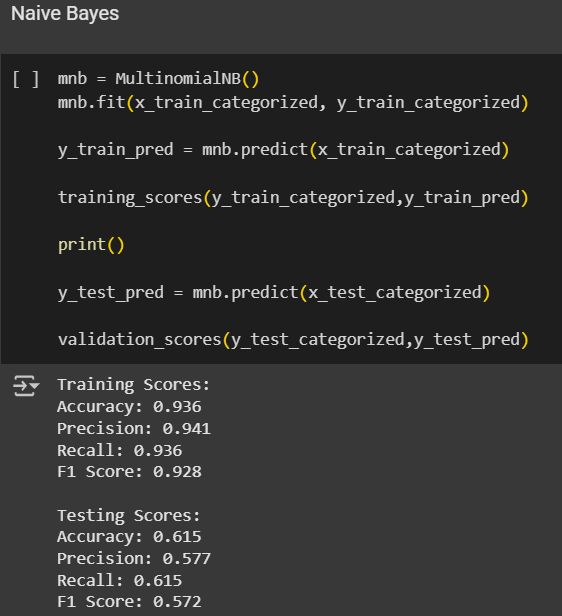 Naive Bayes
[ ] mnb = MultinomialNB()
mnb.fit(x_train_categorized, y_train_categorized)
y_train_pred = mnb.predict(x_train_categorized)
training_scores(y_train_categorized,y_train_pred)
print()
y_test_pred = mnb.predict(x_test_categorized)
validation_scores(y_test_categorized,y_test_pred)
Training Scores:
Accuracy: 0.936
Precision: 0.941
Recall: 0.936
F1 Score: 0.928
Testing Scores:
Accuracy: 0.615
Precision: 0.577
Recall: 0.615
F1 Score: 0.572